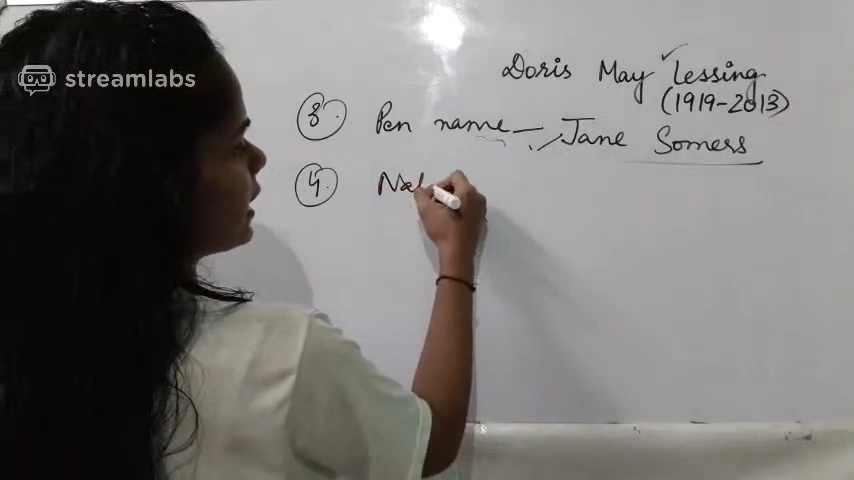 streamlabs
Doris May Lessing
(1919-2013)
3. Pen name - Jane Somers
4.